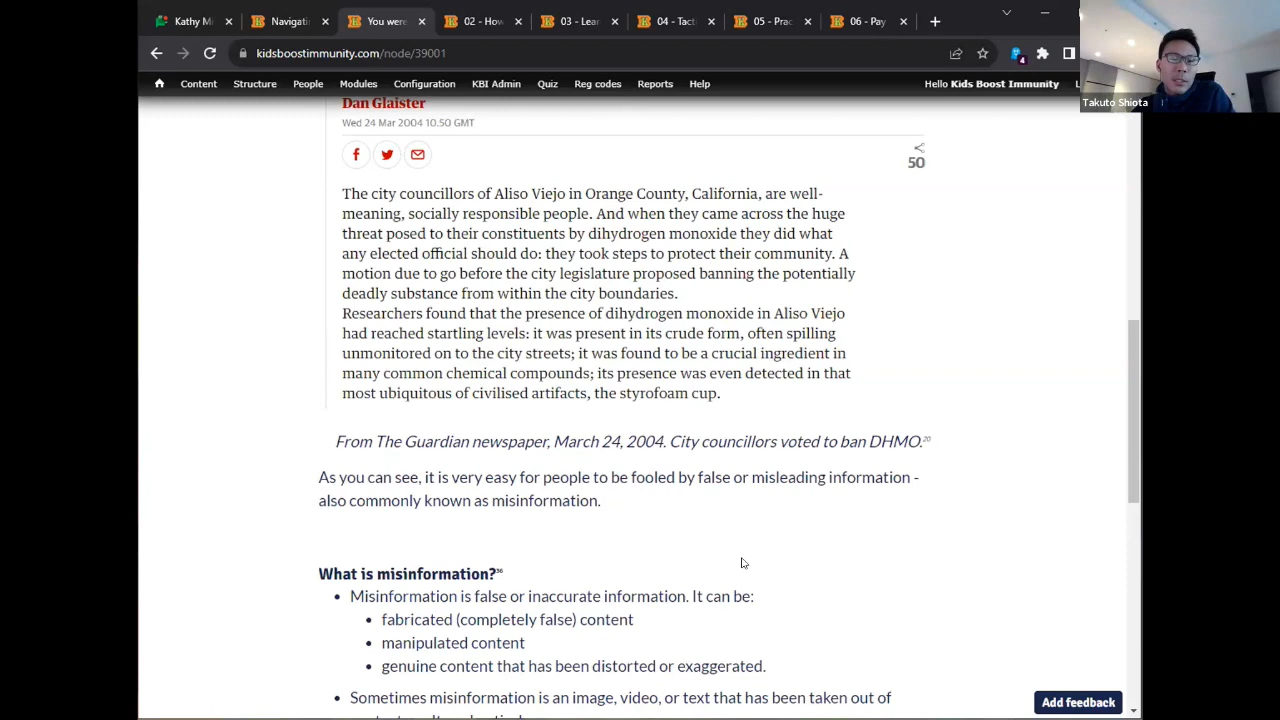 Kathy Mi
Navigatin
You were
02 - How
03 - Lear
04 - Tacti
05 - Prac
06 - Pay
kidsboostimmunity.com/node/39001
4
Content Structure People Modules Configuration KBI Admin Quiz Reg codes Reports Help Hello Kids Boost Immunity L
Takuto Shiota
Dan Glaister
Wed 24 Mar 2004 10.50 GMT
50
The city councillors of Aliso Viejo in Orange County, California, are well-
meaning, socially responsible people. And when they came across the huge
threat posed to their constituents by dihydrogen monoxide they did what
any elected official should do: they took steps to protect their community. A
motion due to go before the city legislature proposed banning the potentially
deadly substance from within the city boundaries.
Researchers found that the presence of dihydrogen monoxide in Aliso Viejo
had reached startling levels: it was present in its crude form, often spilling
unmonitored on to the city streets; it was found to be a crucial ingredient in
many common chemical compounds; its presence was even detected in that
most ubiquitous of civilised artifacts, the styrofoam cup.
From The Guardian newspaper, March 24, 2004. City councillors voted to ban DHMO.20
As you can see, it is very easy for people to be fooled by false or misleading information -
also commonly known as misinformation.
What is misinformation?36
• Misinformation is false or inaccurate information. It can be:
• fabricated (completely false) content
• manipulated content
• genuine content that has been distorted or exaggerated.
• Sometimes misinformation is an image, video, or text that has been taken out of
Add feedback